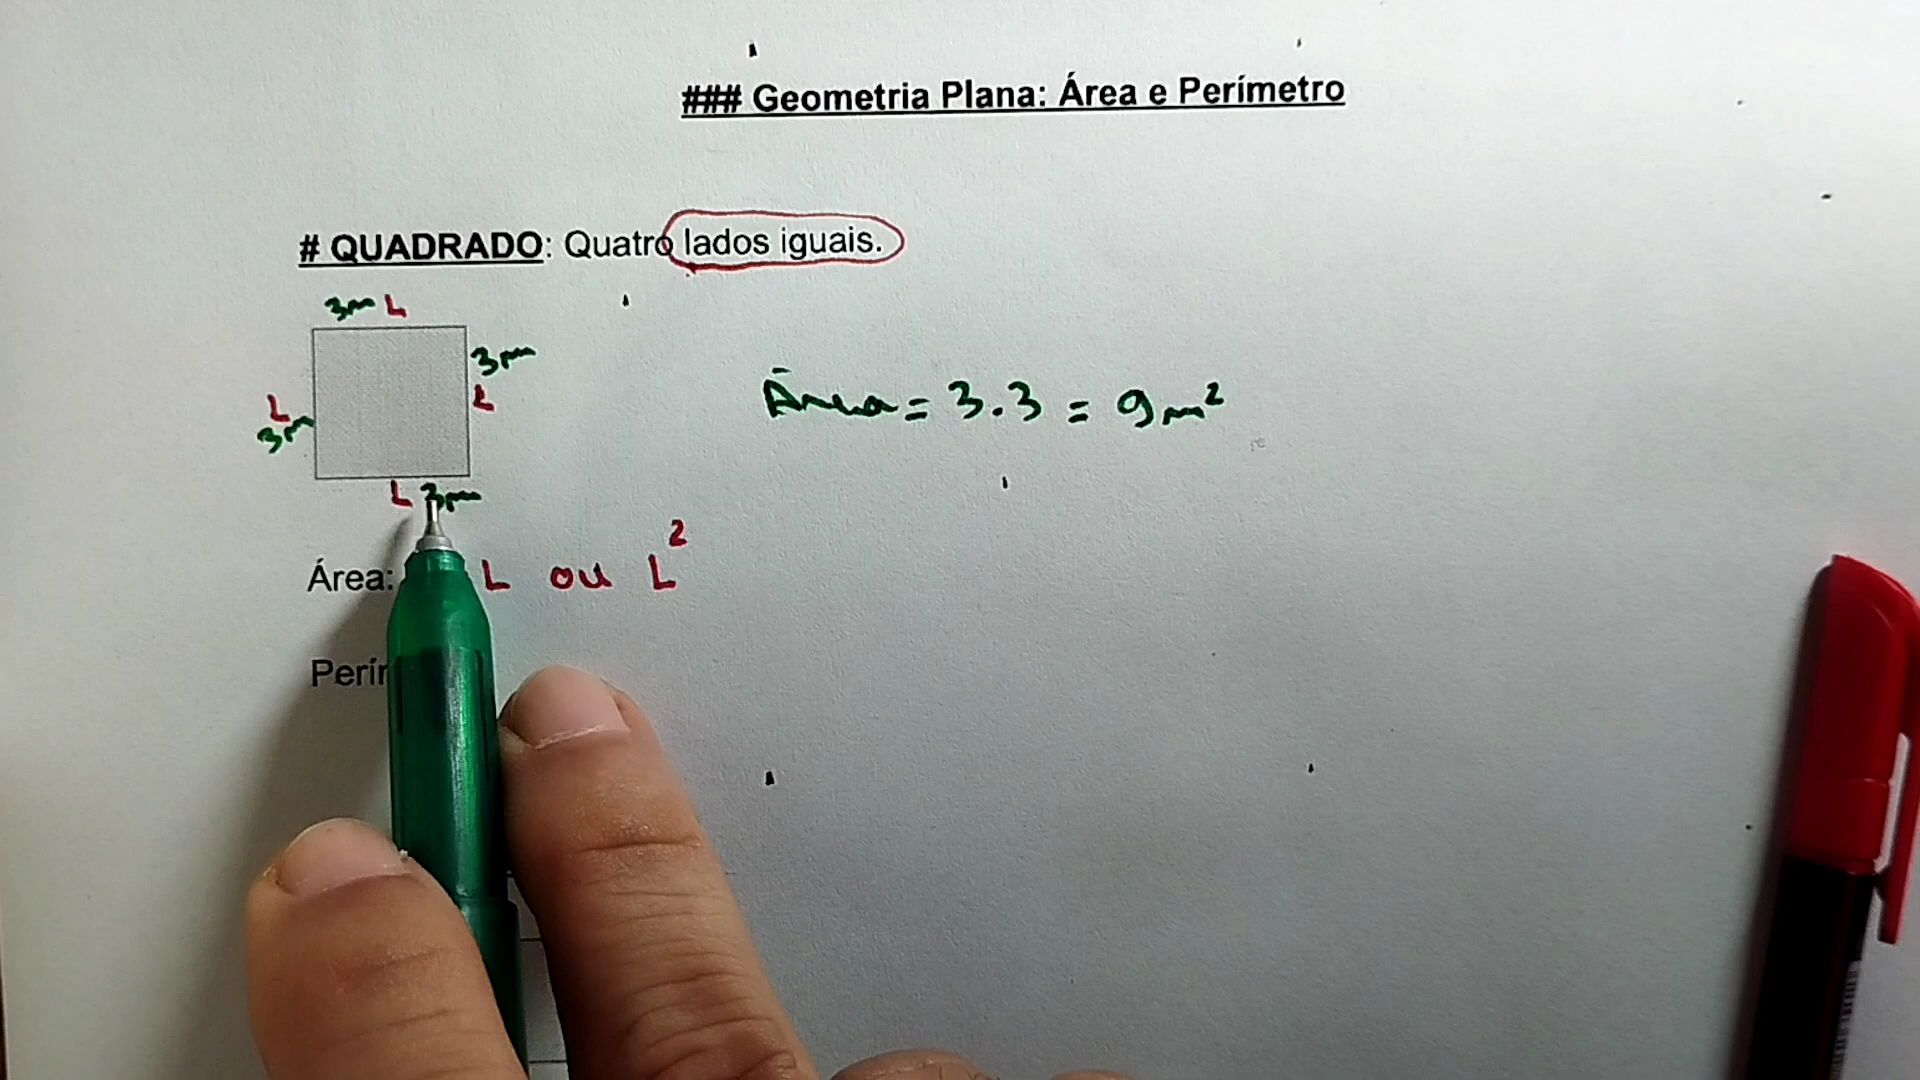 ### Geometria Plana: Área e Perímetro
# QUADRADO: Quatro lados iguais.
3m L
3m
L
L
3m
Área = 3.3 = 9m²
L 3m
Área: L ou L²